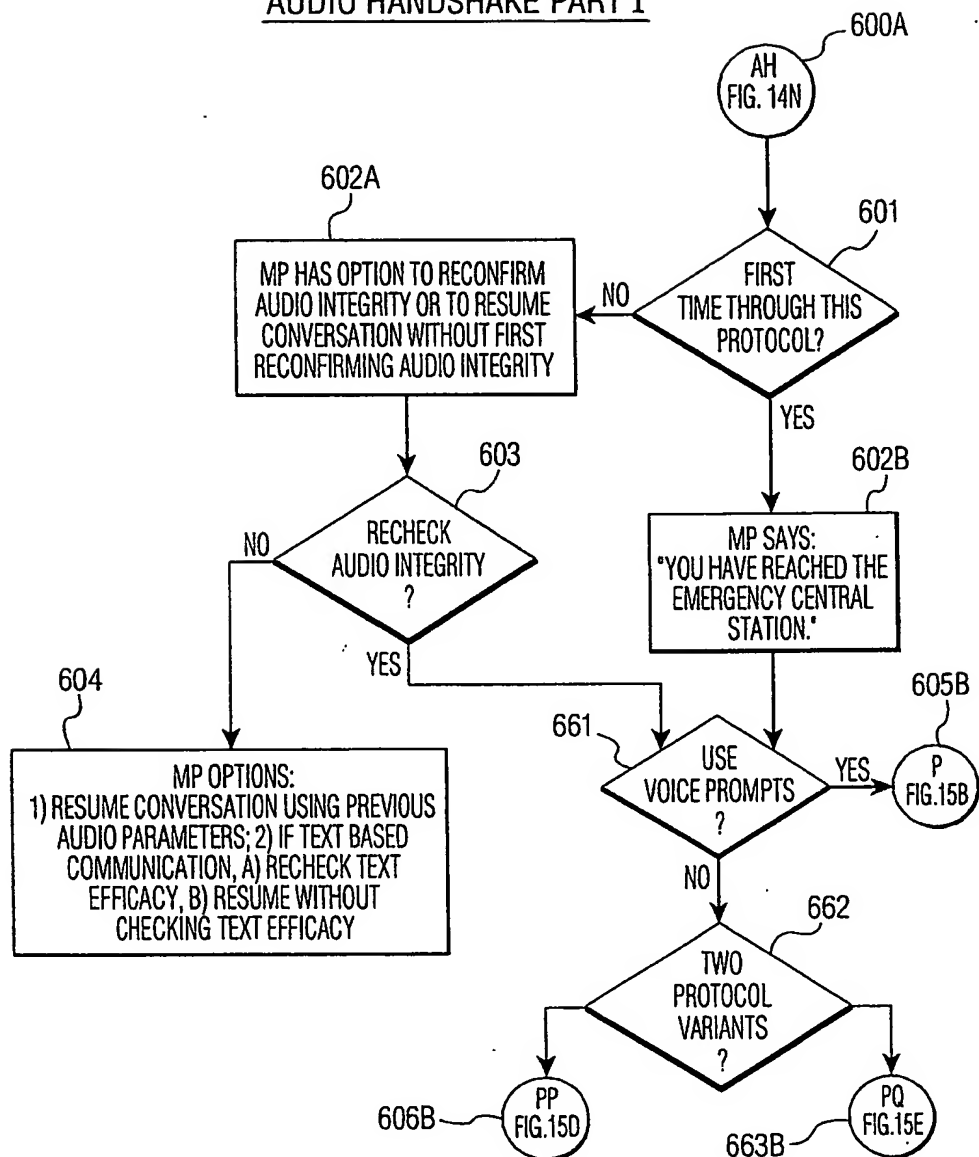 AUDIO HANDSHAKE PART I
600A
AH
FIG. 14N
602A
601
MP HAS OPTION TO RECONFIRM
AUDIO INTEGRITY OR TO RESUME
CONVERSATION WITHOUT FIRST
RECONFIRMING AUDIO INTEGRITY
NO
FIRST
TIME THROUGH THIS
PROTOCOL?
YES
603
602B
NO
RECHECK
AUDIO INTEGRITY
?
YES
MP SAYS:
"YOU HAVE REACHED THE
EMERGENCY CENTRAL
STATION."
604
661
605B
MP OPTIONS:
1) RESUME CONVERSATION USING PREVIOUS
AUDIO PARAMETERS; 2) IF TEXT BASED
COMMUNICATION, A) RECHECK TEXT
EFFICACY, B) RESUME WITHOUT
CHECKING TEXT EFFICACY
USE
VOICE PROMPTS
?
YES
P
FIG.15B
NO
662
TWO
PROTOCOL
VARIANTS
?
606B
PP
FIG.15D
663B
PQ
FIG.15E